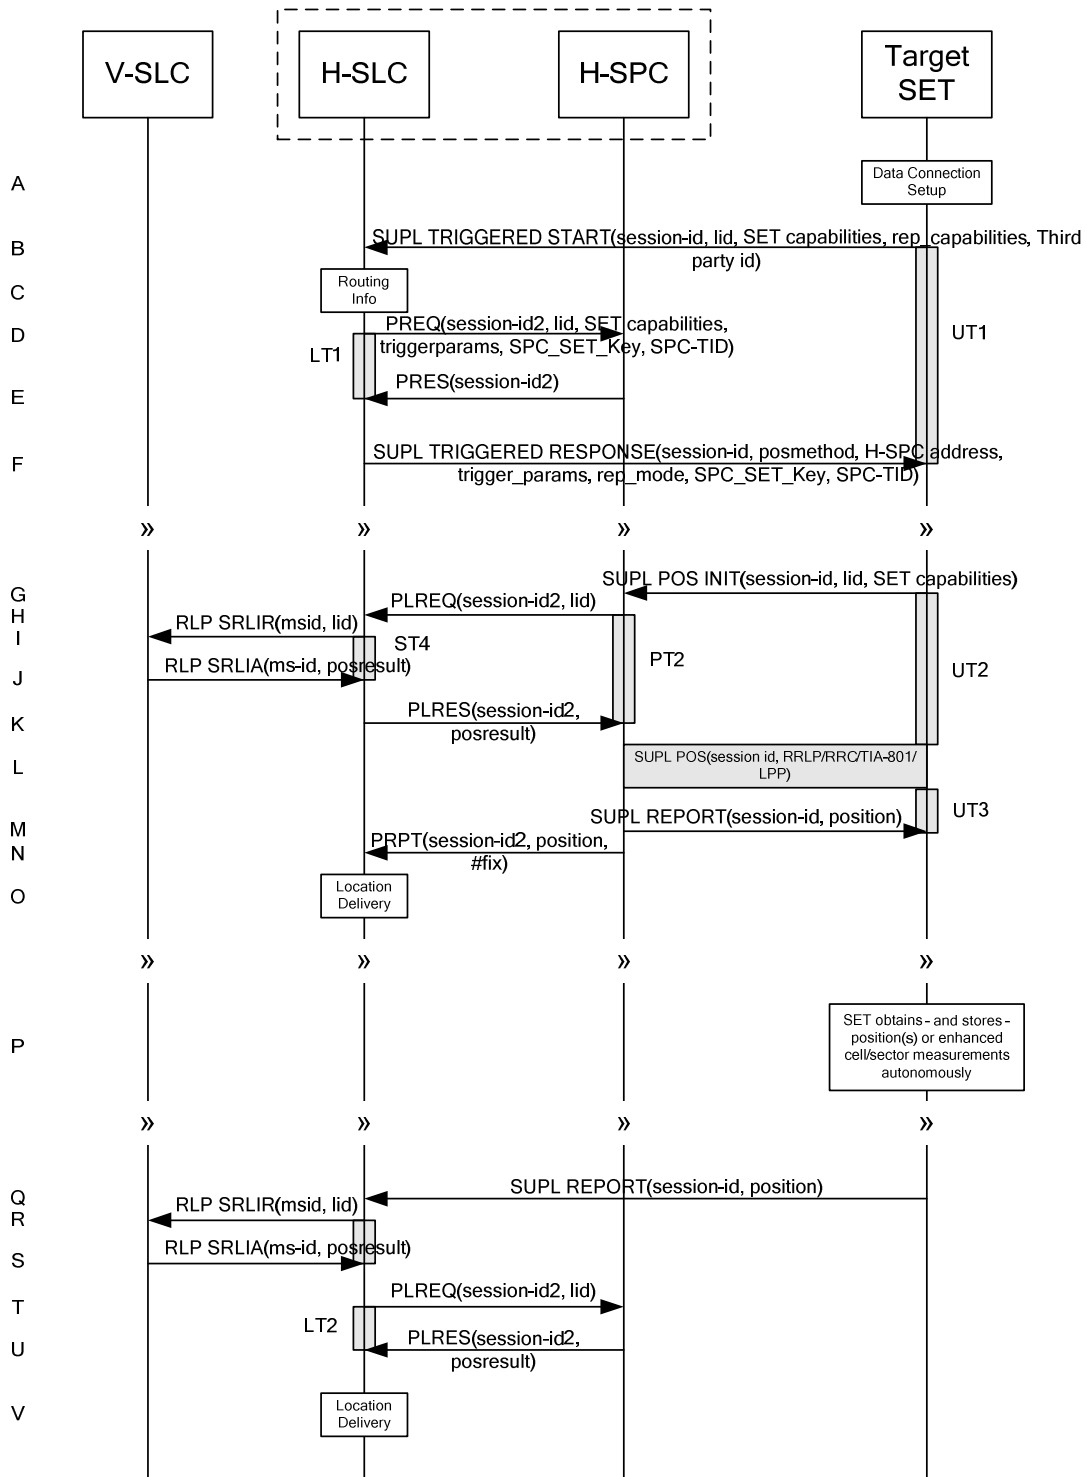 V-SLC
H-SLC
H-SPC
Target
SET
A
Data Connection
Setup
B
SUPL TRIGGERED START(session-id, lid, SET capabilities, rep_capabilities, Third
party id)
C
Routing
Info
D
PREQ(session-id2, lid, SET capabilities,
triggerparams, SPC_SET_Key, SPC-TID)
LT1
UT1
E
PRES(session-id2)
F
SUPL TRIGGERED RESPONSE(session-id, posmethod, H-SPC address,
trigger_params, rep_mode, SPC_SET_Key, SPC-TID)
» » » »
G
SUPL POS INIT(session-id, lid, SET capabilities)
H
PLREQ(session-id2, lid)
I
RLP SRLIR(msid, lid)
ST4
PT2
UT2
J
RLP SRLIA(ms-id, posresult)
K
PLRES(session-id2,
posresult)
L
SUPL POS(session id, RRLP/RRC/TIA-801/
LPP)
M
SUPL REPORT(session-id, position)
UT3
N
PRPT(session-id2, position,
#fix)
O
Location
Delivery
» » » »
P
SET obtains - and stores -
position(s) or enhanced
cell/sector measurements
autonomously
» » » »
Q
SUPL REPORT(session-id, position)
R
RLP SRLIR(msid, lid)
S
RLP SRLIA(ms-id, posresult)
T
PLREQ(session-id2, lid)
LT2
U
PLRES(session-id2,
posresult)
V
Location
Delivery